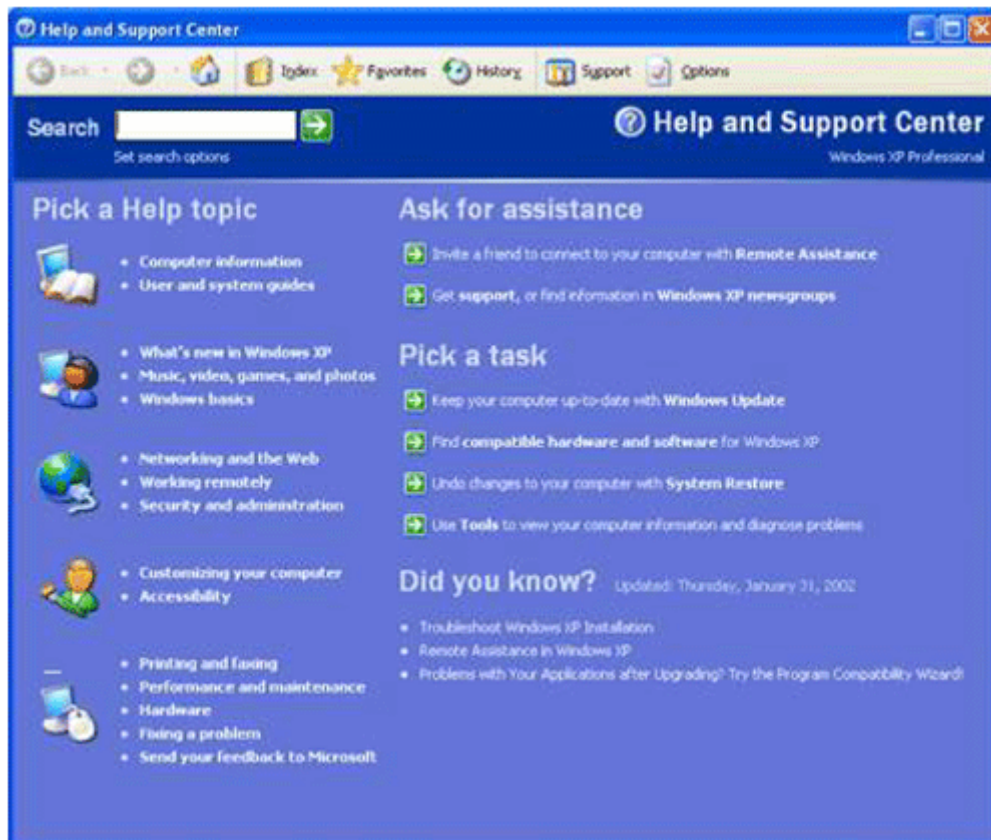 Help and Support Center
Back Index Favorites History Support Options
Search
Set search options
Help and Support Center
Windows XP Professional
Pick a Help topic
Computer information
User and system guides
What's new in Windows XP
Music, video, games, and photos
Windows basics
Networking and the Web
Working remotely
Security and administration
Customizing your computer
Accessibility
Printing and faxing
Performance and maintenance
Hardware
Fixing a problem
Send your feedback to Microsoft
Ask for assistance
Invite a friend to connect to your computer with Remote Assistance
Get support, or find information in Windows XP newsgroups
Pick a task
Keep your computer up-to-date with Windows Update
Find compatible hardware and software for Windows XP
Undo changes to your computer with System Restore
Use Tools to view your computer information and diagnose problems
Did you know? Updated: Thursday, January 31, 2002
Troubleshoot Windows XP Installation
Remote Assistance in Windows XP
Problems with Your Applications after Upgrading? Try the Program Compatibility Wizard!